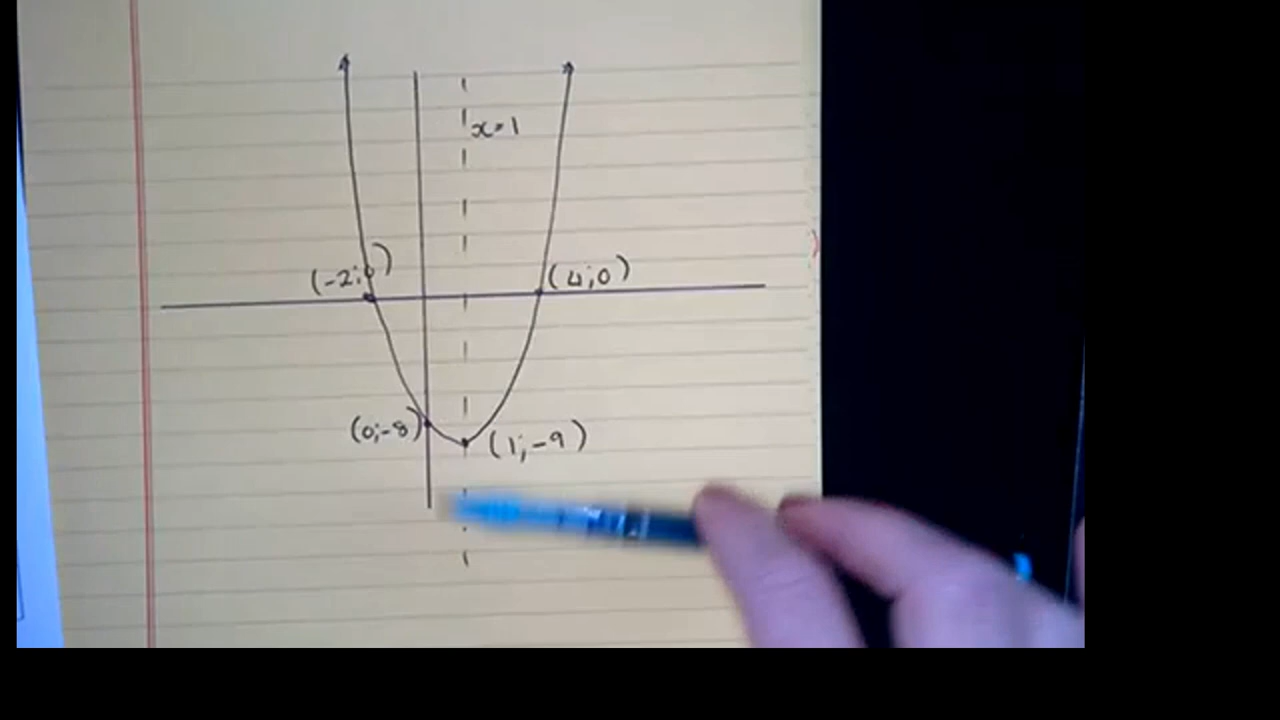 x=1
(-2;0)
(4;0)
(0;-8)
(1;-9)